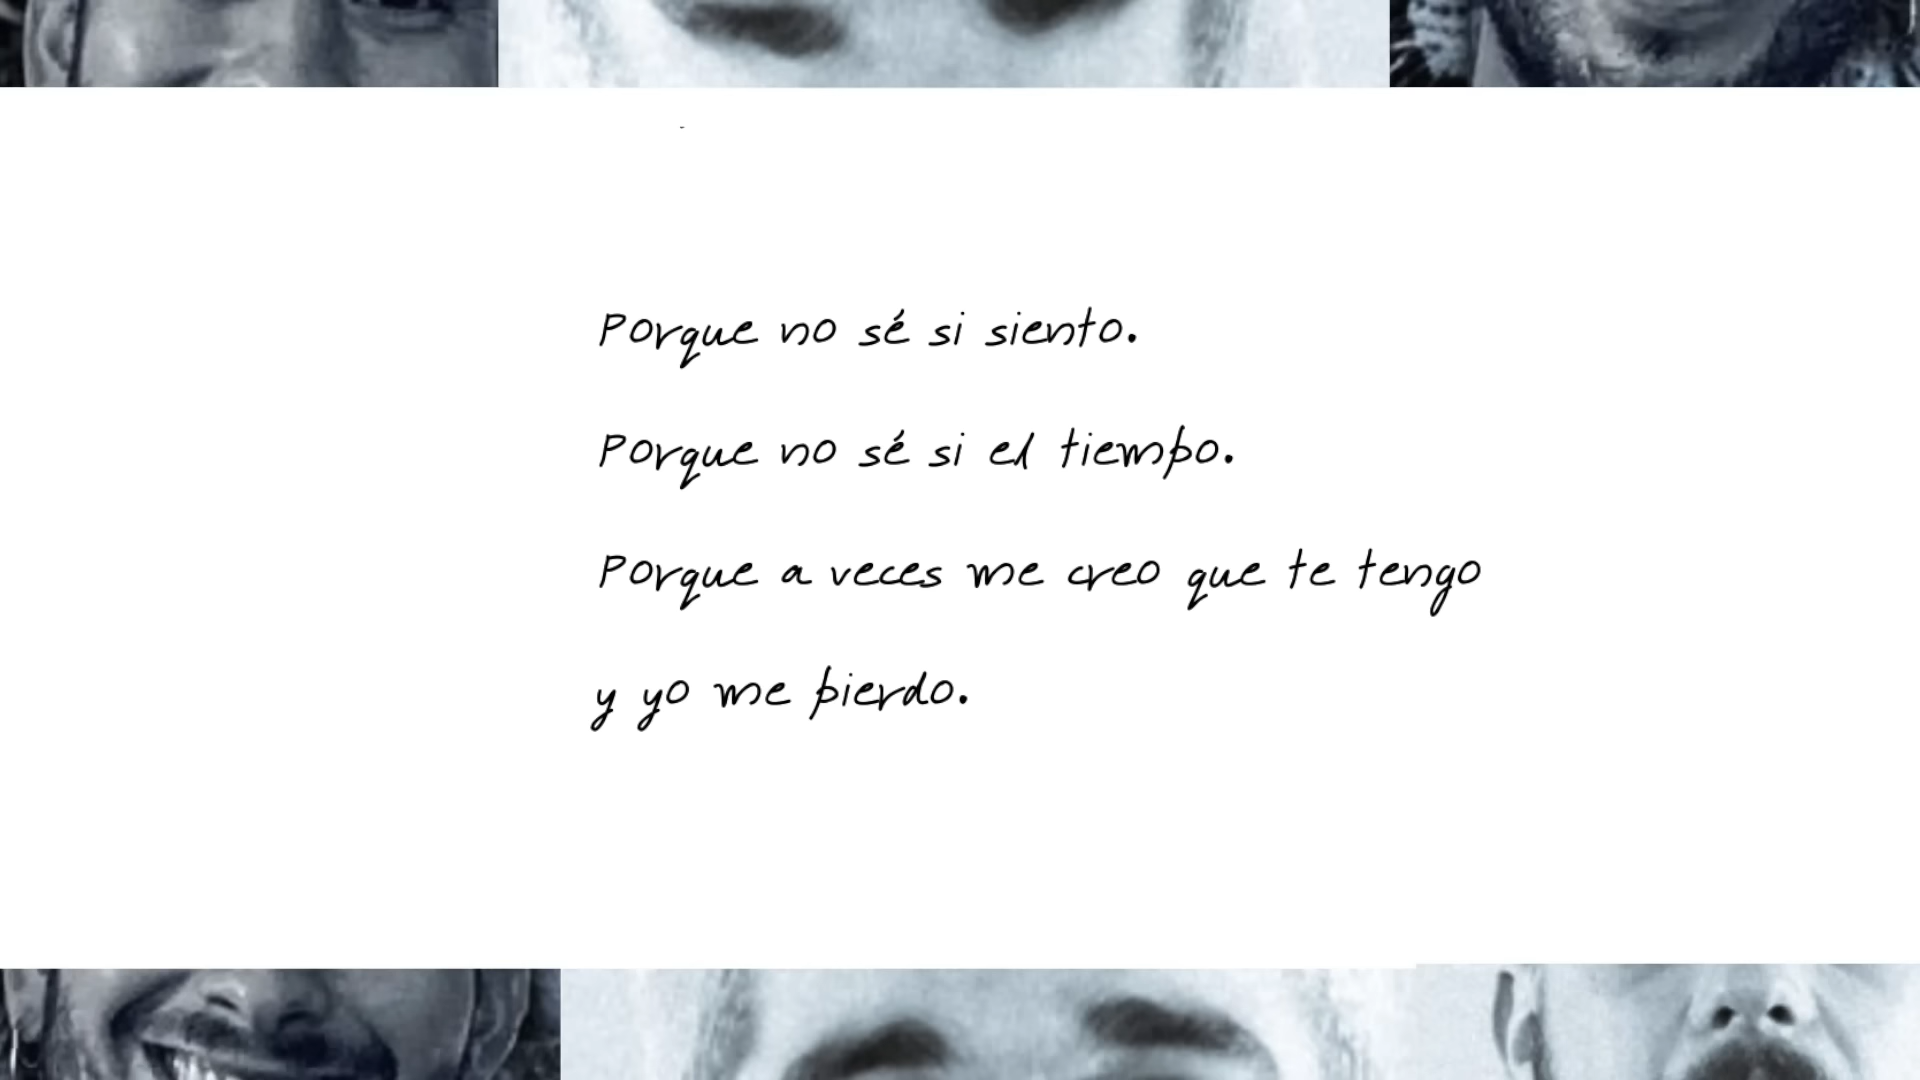 Porque no sé si siento.
Porque no sé si el tiempo.
Porque a veces me creo que te tengo
y yo me pierdo.